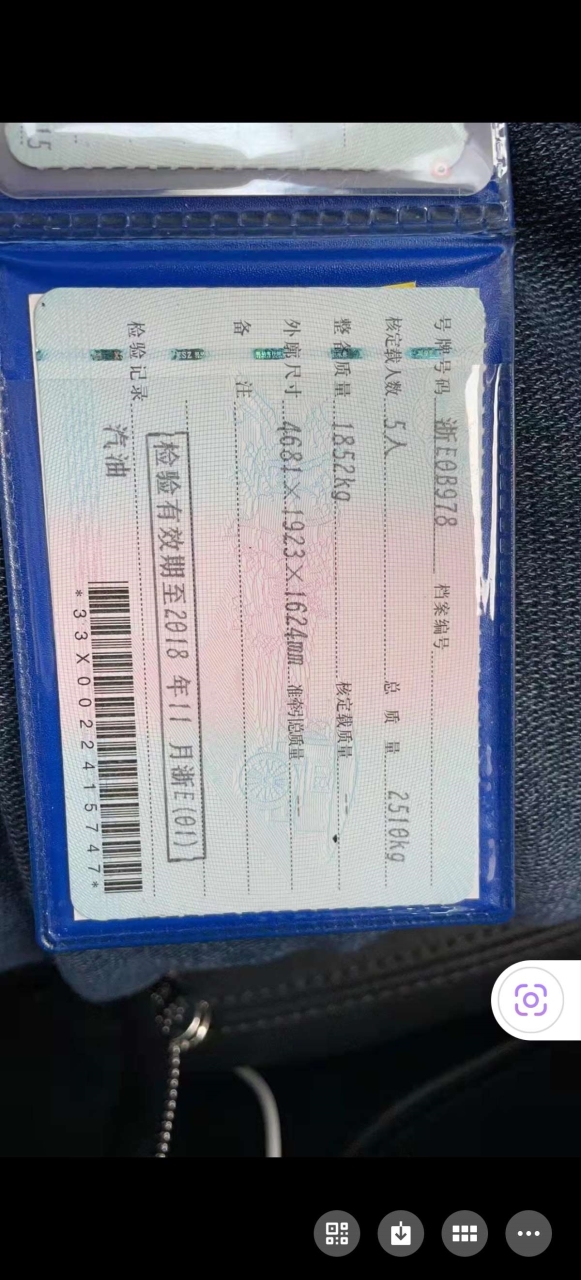 15
号牌号码 浙E0B978 档案编号
核定载人数 5人 总质量 2510kg
整备质量 1852kg 核定载质量 --
外廓尺寸 4681×1923×1624mm 准牵引总质量 --
备注
检验有效期至2018年11月浙E(01)
检验记录
汽油
*33X0022415747*